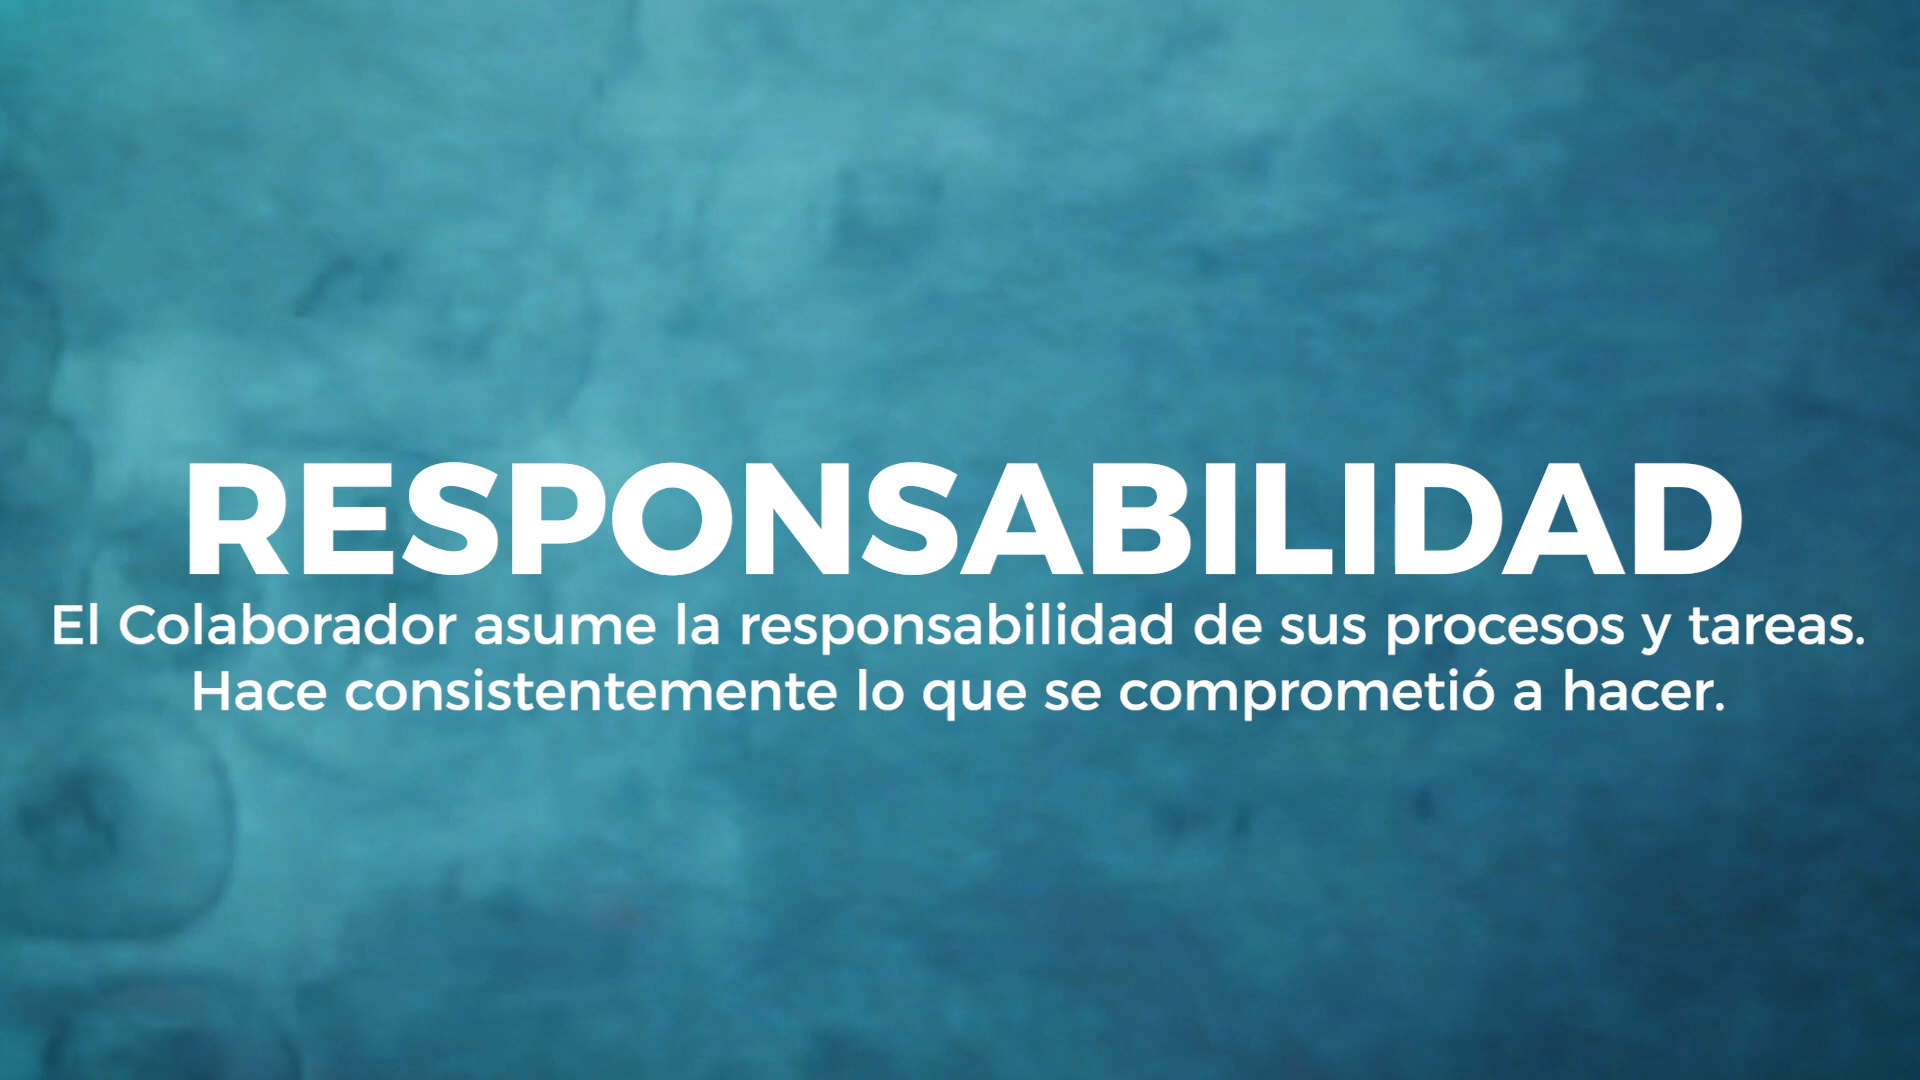 RESPONSABILIDAD
El Colaborador asume la responsabilidad de sus procesos y tareas.
Hace consistentemente lo que se comprometió a hacer.